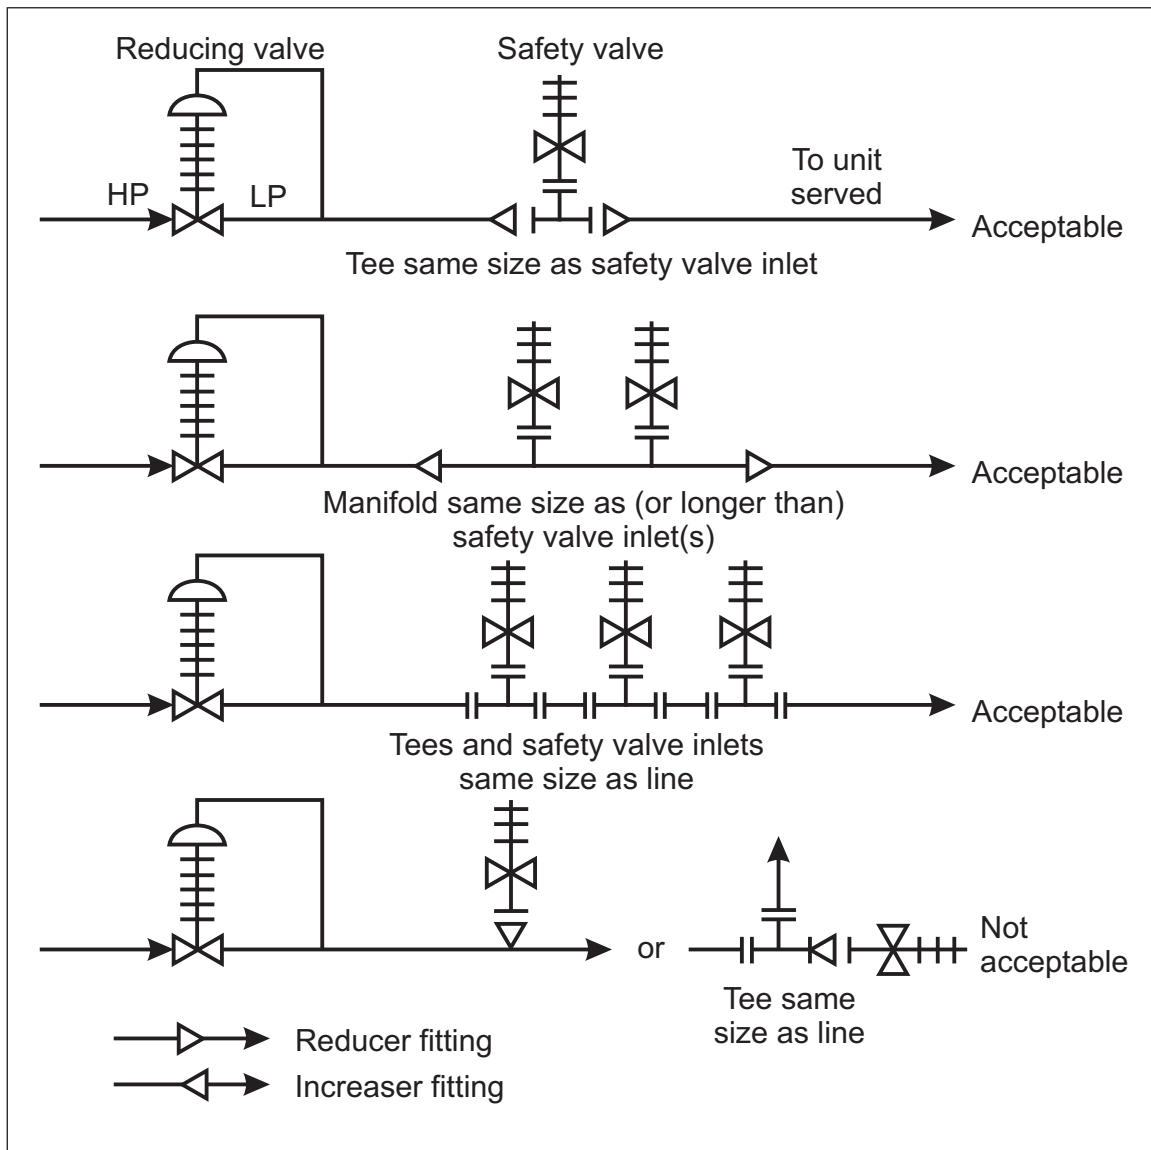 Reducing valve
Safety valve
HP
LP
To unit
served
Acceptable
Tee same size as safety valve inlet
Acceptable
Manifold same size as (or longer than)
safety valve inlet(s)
Acceptable
Tees and safety valve inlets
same size as line
or
Not
acceptable
Tee same
size as line
Reducer fitting
Increaser fitting